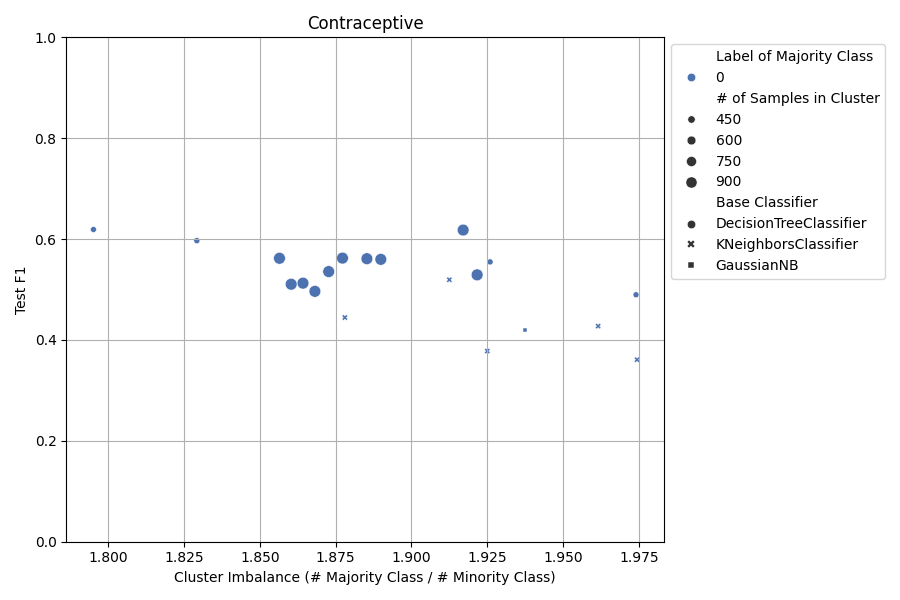 Contraceptive
1.0
0.8
0.6
0.4
0.2
0.0
Test F1
1.800
1.825
1.850
1.875
1.900
1.925
1.950
1.975
Cluster Imbalance (# Majority Class / # Minority Class)
Label of Majority Class
0
# of Samples in Cluster
450
600
750
900
Base Classifier
DecisionTreeClassifier
KNeighborsClassifier
GaussianNB